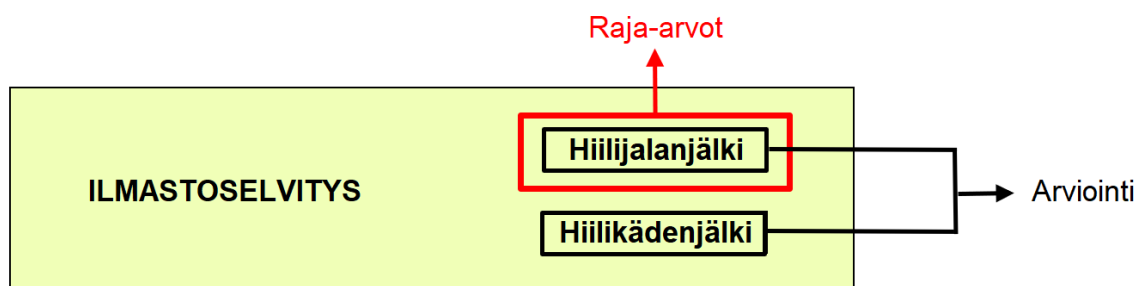 Raja-arvot
Hiilijalanjälki
ILMASTOSELVITYS
Arviointi
Hiilikädenjälki